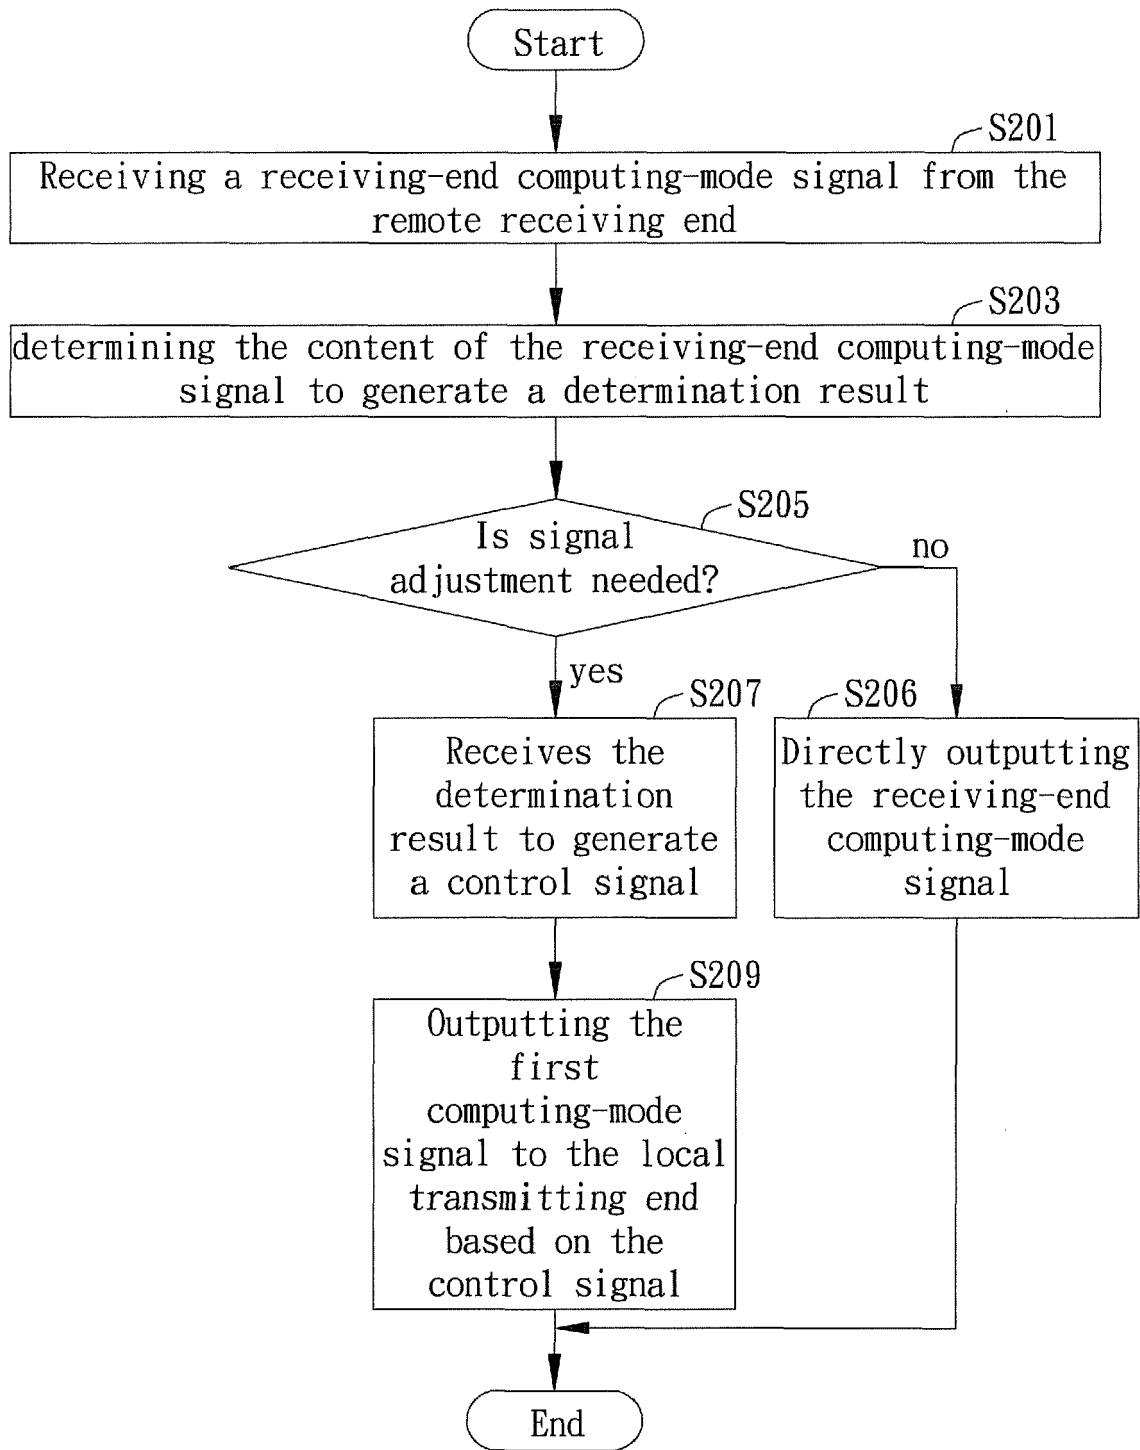 Start
S201
Receiving a receiving-end computing-mode signal from the
remote receiving end
S203
determining the content of the receiving-end computing-mode
signal to generate a determination result
S205
Is signal
adjustment needed?
no
yes
S207
Receives the
determination
result to generate
a control signal
S206
Directly outputting
the receiving-end
computing-mode
signal
S209
Outputting the
first
computing-mode
signal to the local
transmitting end
based on the
control signal
End